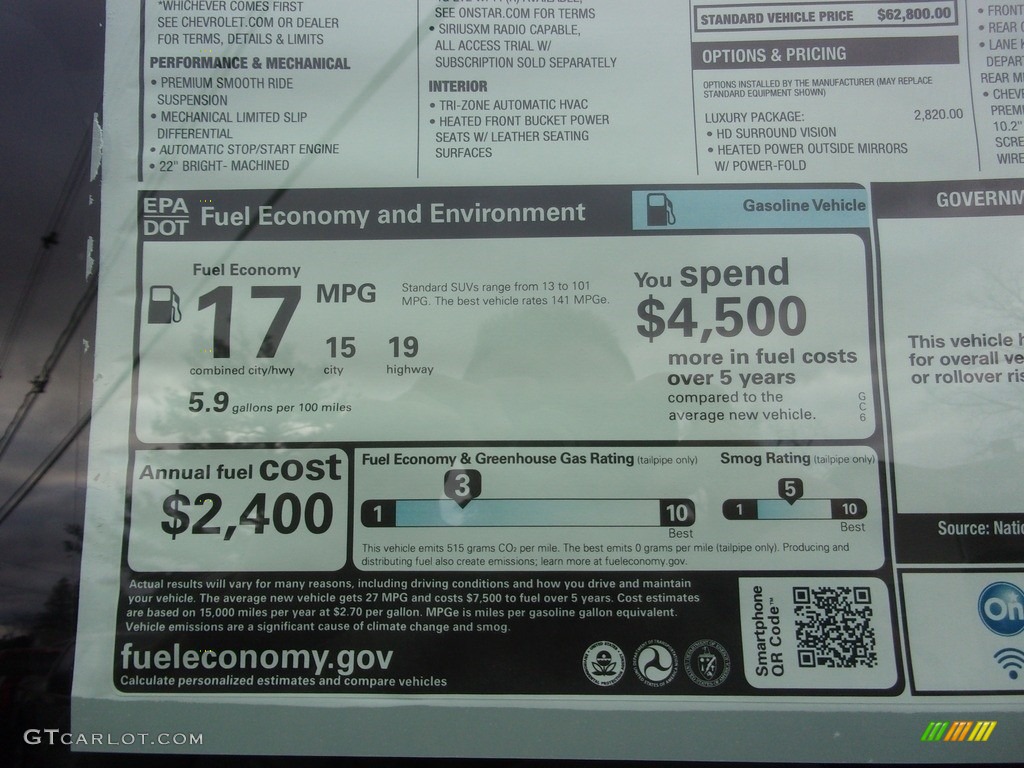 *WHICHEVER COMES FIRST
SEE CHEVROLET.COM OR DEALER
FOR TERMS, DETAILS & LIMITS
PERFORMANCE & MECHANICAL
• PREMIUM SMOOTH RIDE
SUSPENSION
• MECHANICAL LIMITED SLIP
DIFFERENTIAL
• AUTOMATIC STOP/START ENGINE
• 22" BRIGHT- MACHINED
SEE ONSTAR.COM FOR TERMS
• SIRIUSXM RADIO CAPABLE,
ALL ACCESS TRIAL W/
SUBSCRIPTION SOLD SEPARATELY
INTERIOR
• TRI-ZONE AUTOMATIC HVAC
• HEATED FRONT BUCKET POWER
SEATS W/ LEATHER SEATING
SURFACES
STANDARD VEHICLE PRICE $62,800.00
OPTIONS & PRICING
OPTIONS INSTALLED BY THE MANUFACTURER (MAY REPLACE
STANDARD EQUIPMENT SHOWN)
LUXURY PACKAGE: 2,820.00
• HD SURROUND VISION
• HEATED POWER OUTSIDE MIRRORS
W/ POWER-FOLD
• FRONT
• REAR
• LANE
DEPAR
REAR M
• CHEV
PREM
10.2"
SCRE
WIRE
EPA
DOT
Fuel Economy and Environment
Gasoline Vehicle
Fuel Economy
17 MPG
combined city/hwy
15
city
19
highway
Standard SUVs range from 13 to 101
MPG. The best vehicle rates 141 MPGe.
5.9 gallons per 100 miles
You spend
$4,500
more in fuel costs
over 5 years
compared to the
average new vehicle.
G
C
6
Annual fuel cost
$2,400
Fuel Economy & Greenhouse Gas Rating (tailpipe only)
3
1 10
Best
Smog Rating (tailpipe only)
5
1 10
Best
This vehicle emits 515 grams CO₂ per mile. The best emits 0 grams per mile (tailpipe only). Producing and
distributing fuel also create emissions; learn more at fueleconomy.gov.
Actual results will vary for many reasons, including driving conditions and how you drive and maintain
your vehicle. The average new vehicle gets 27 MPG and costs $7,500 to fuel over 5 years. Cost estimates
are based on 15,000 miles per year at $2.70 per gallon. MPGe is miles per gasoline gallon equivalent.
Vehicle emissions are a significant cause of climate change and smog.
fueleconomy.gov
Calculate personalized estimates and compare vehicles
Smartphone
QR Code™
GOVERNM
This vehicle h
for overall ve
or rollover ris
Source: Natio
On
GTCARLOT.COM